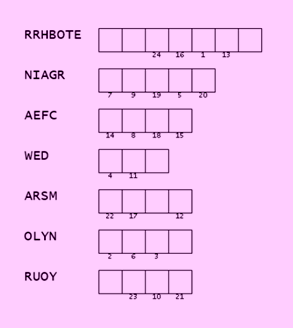 RRHBOTE
24 16 1 13
NIAGR
7 9 19 5 20
AEFC
14 8 18 15
WED
4 11
ARSM
22 17 12
OLYN
2 6 3
RUOY
23 10 21